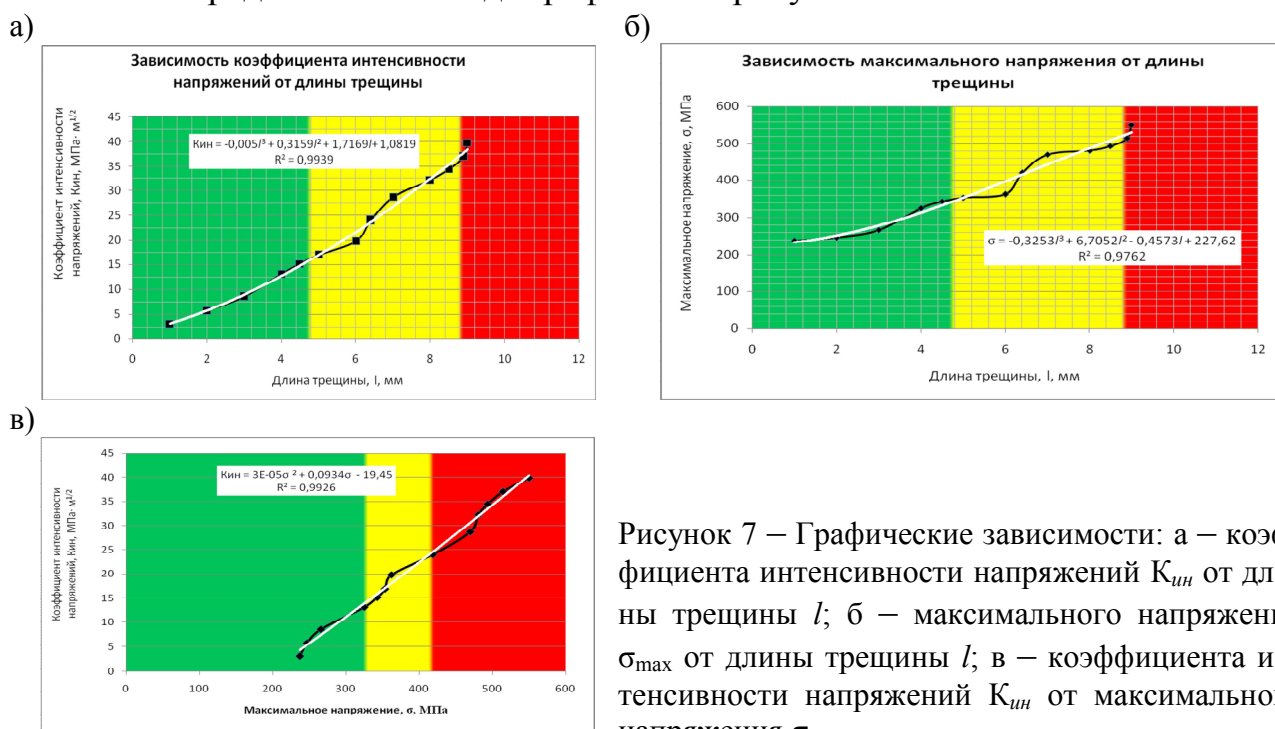 а)
Зависимость коэффициента интенсивности
напряжений от длины трещины
Коэффициент интенсивности
напряжений, Кин, МПа· м1/2
45
40
35
30
25
20
15
10
5
0
Кин = -0,005l³ + 0,3159l² + 1,7169l + 1,0819
R² = 0,9939
0 2 4 6 8 10 12
Длина трещины, l, мм
б)
Зависимость максимального напряжения от длины
трещины
Максимальное напряжение, σ, МПа
600
500
400
300
200
100
0
σ = -0,3253l³ + 6,7052l² - 0,4573l + 227,62
R² = 0,9762
0 2 4 6 8 10 12
Длина трещины, l, мм
в)
Коэффициент интенсивности
напряжений, Кин, МПа· м1/2
45
40
35
30
25
20
15
10
5
0
Кин = 3E-05σ ² + 0,0934σ - 19,45
R² = 0,9926
0 100 200 300 400 500 600
Максимальное напряжение, σ, МПа
Рисунок 7 – Графические зависимости: а – коэф
фициента интенсивности напряжений Кин от дли
ны трещины l; б – максимального напряжени
σmax от длины трещины l; в – коэффициента и
тенсивности напряжений Кин от максимально